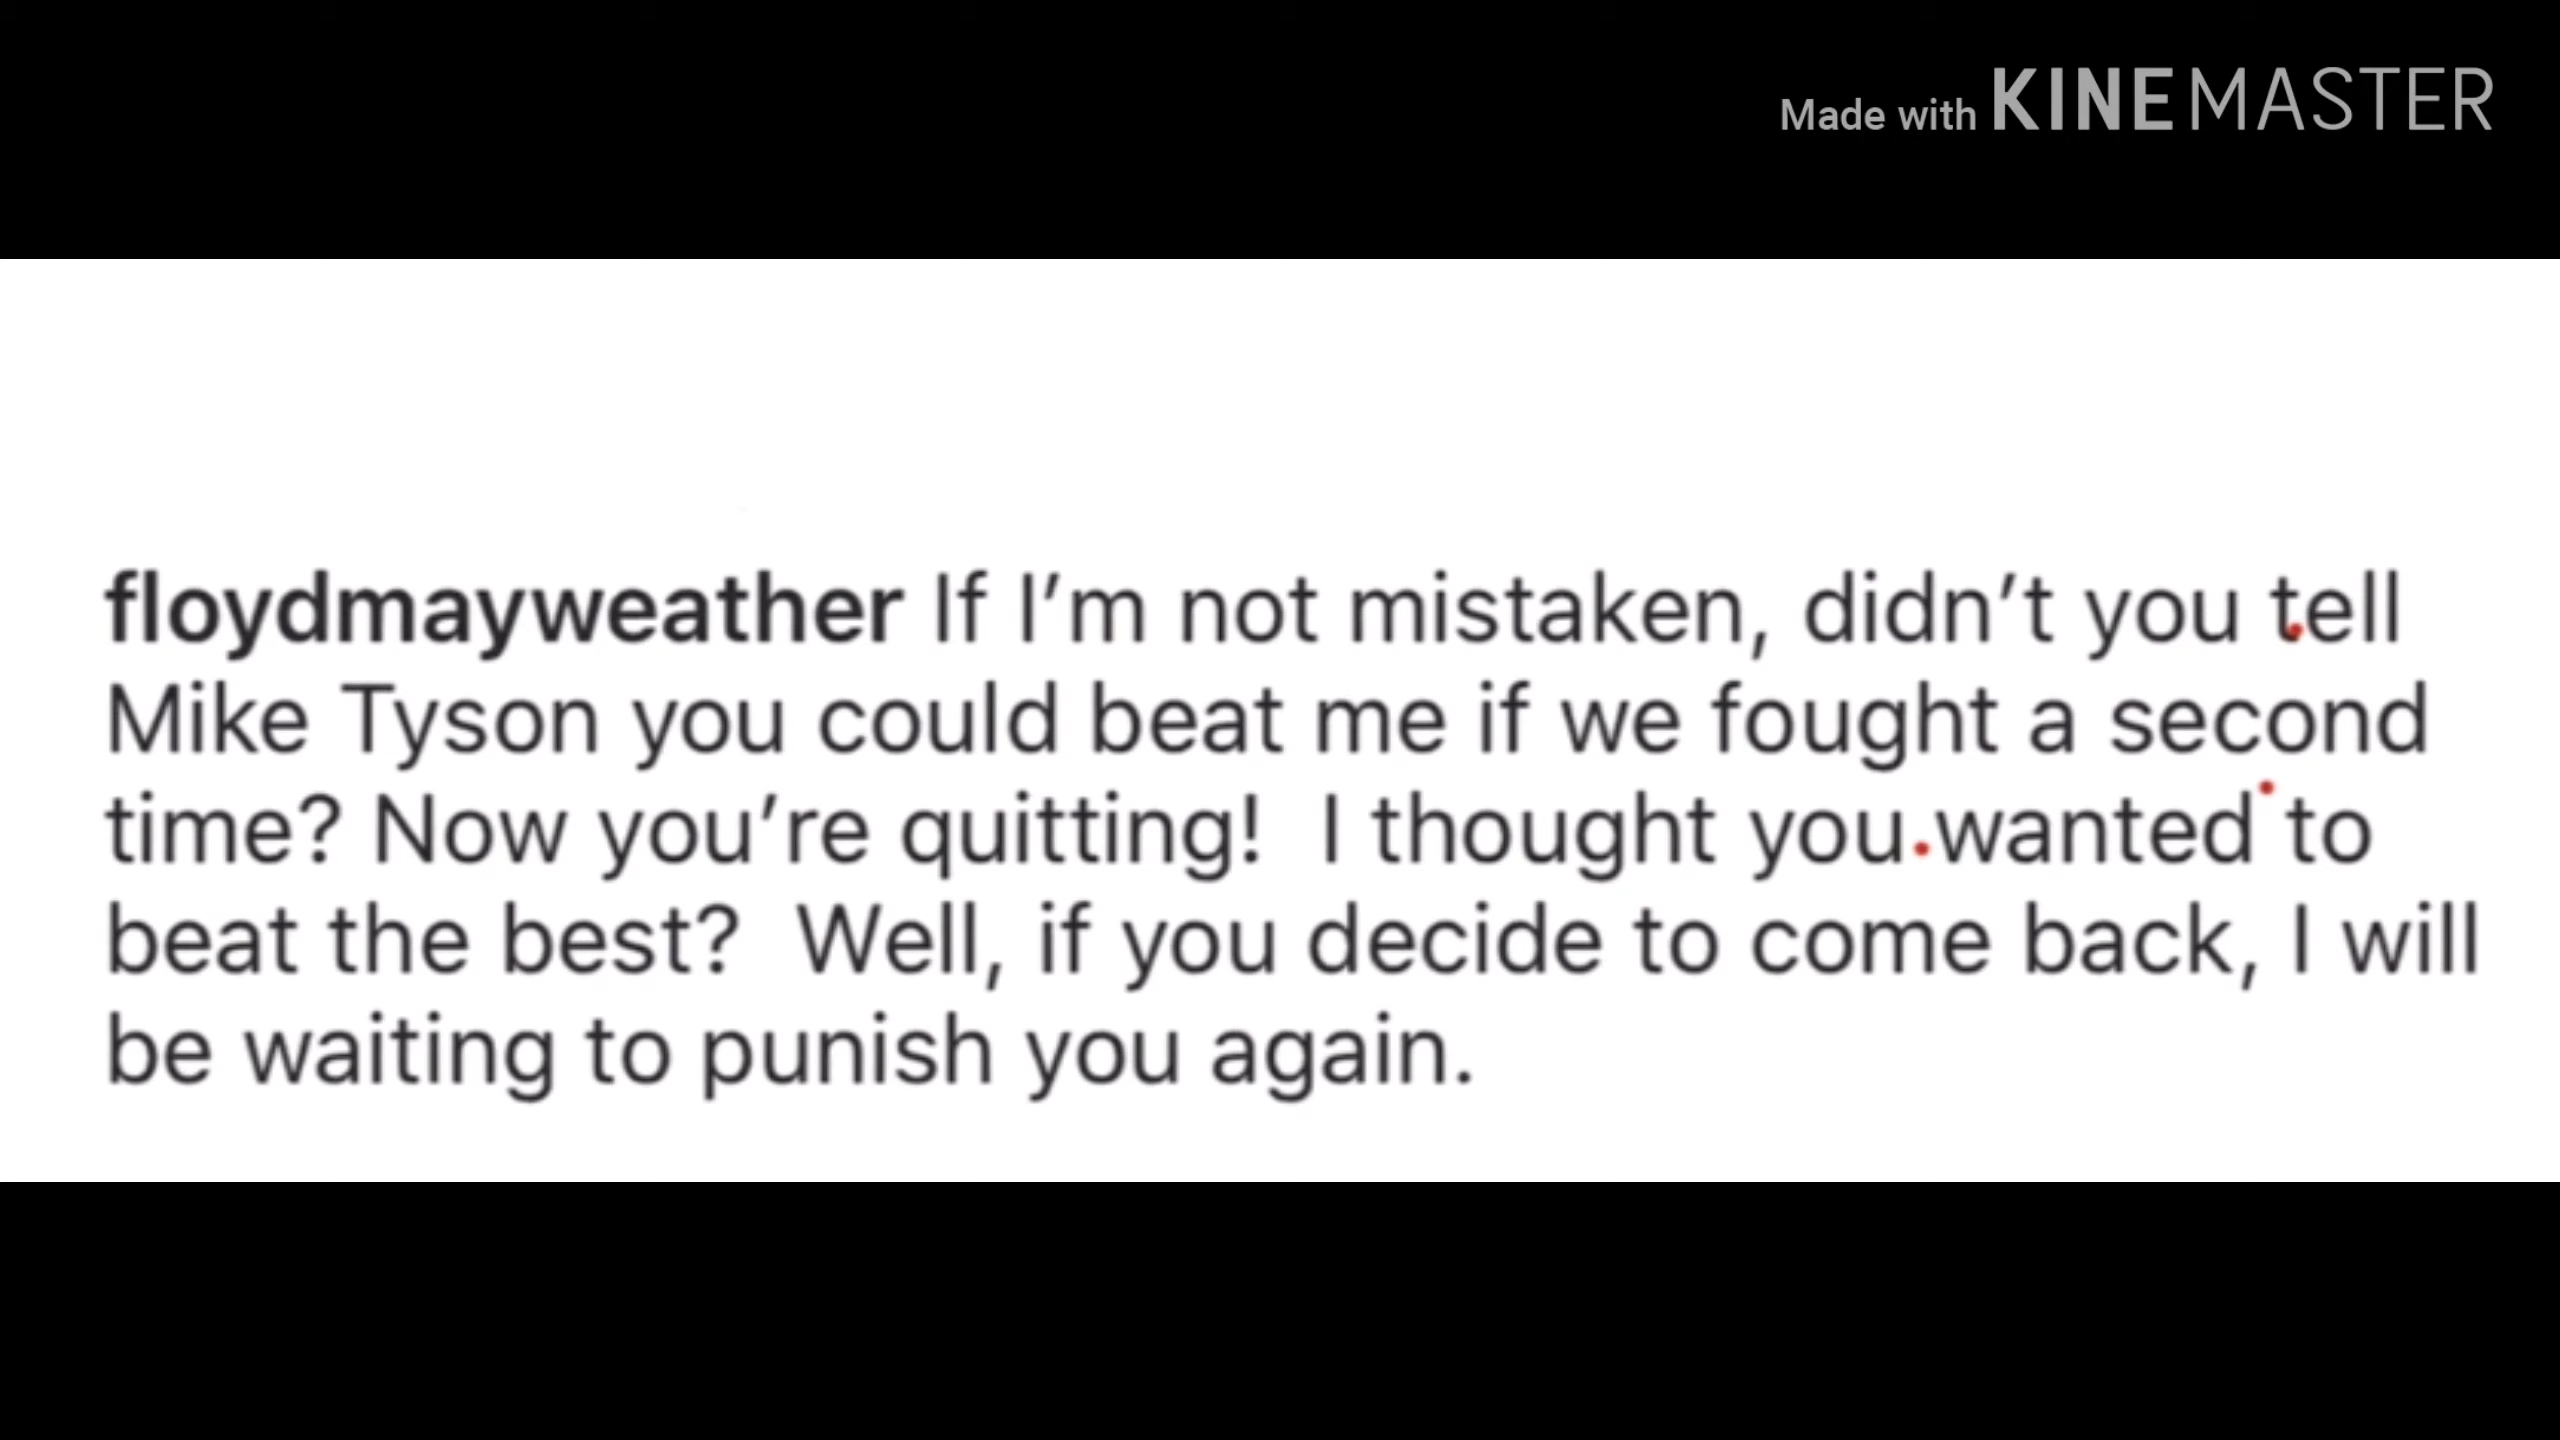 Made with KINEMASTER
floydmayweather If I’m not mistaken, didn’t you tell
Mike Tyson you could beat me if we fought a second
time? Now you’re quitting!  I thought you wanted to
beat the best?  Well, if you decide to come back, I will
be waiting to punish you again.